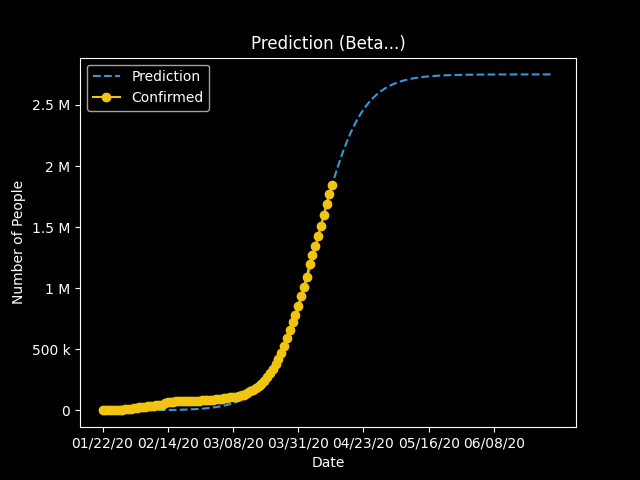 Prediction (Beta...)
Prediction
Confirmed
Number of People
2.5 M
2 M
1.5 M
1 M
500 k
0
01/22/20 02/14/20 03/08/20 03/31/20 04/23/20 05/16/20 06/08/20
Date